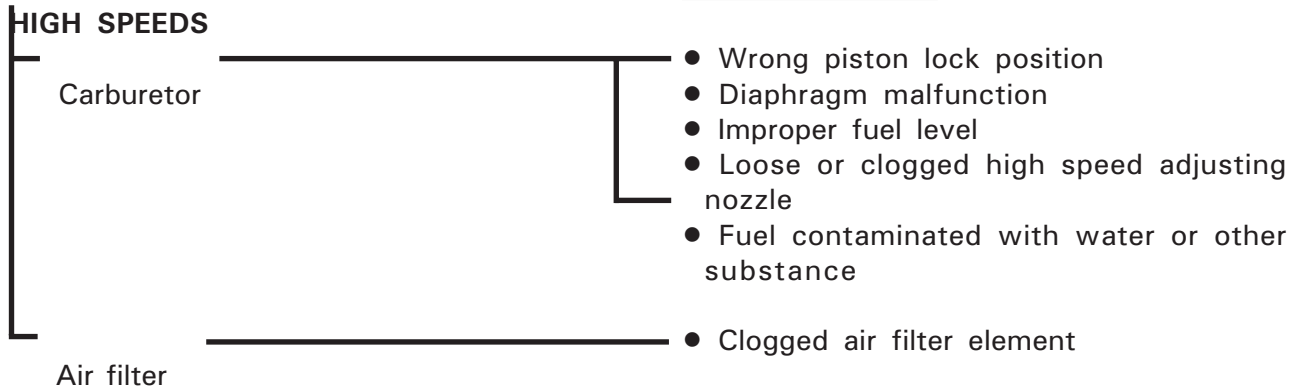 HIGH SPEEDS
Carburetor
● Wrong piston lock position
● Diaphragm malfunction
● Improper fuel level
● Loose or clogged high speed adjusting
nozzle
● Fuel contaminated with water or other
substance
Air filter
● Clogged air filter element